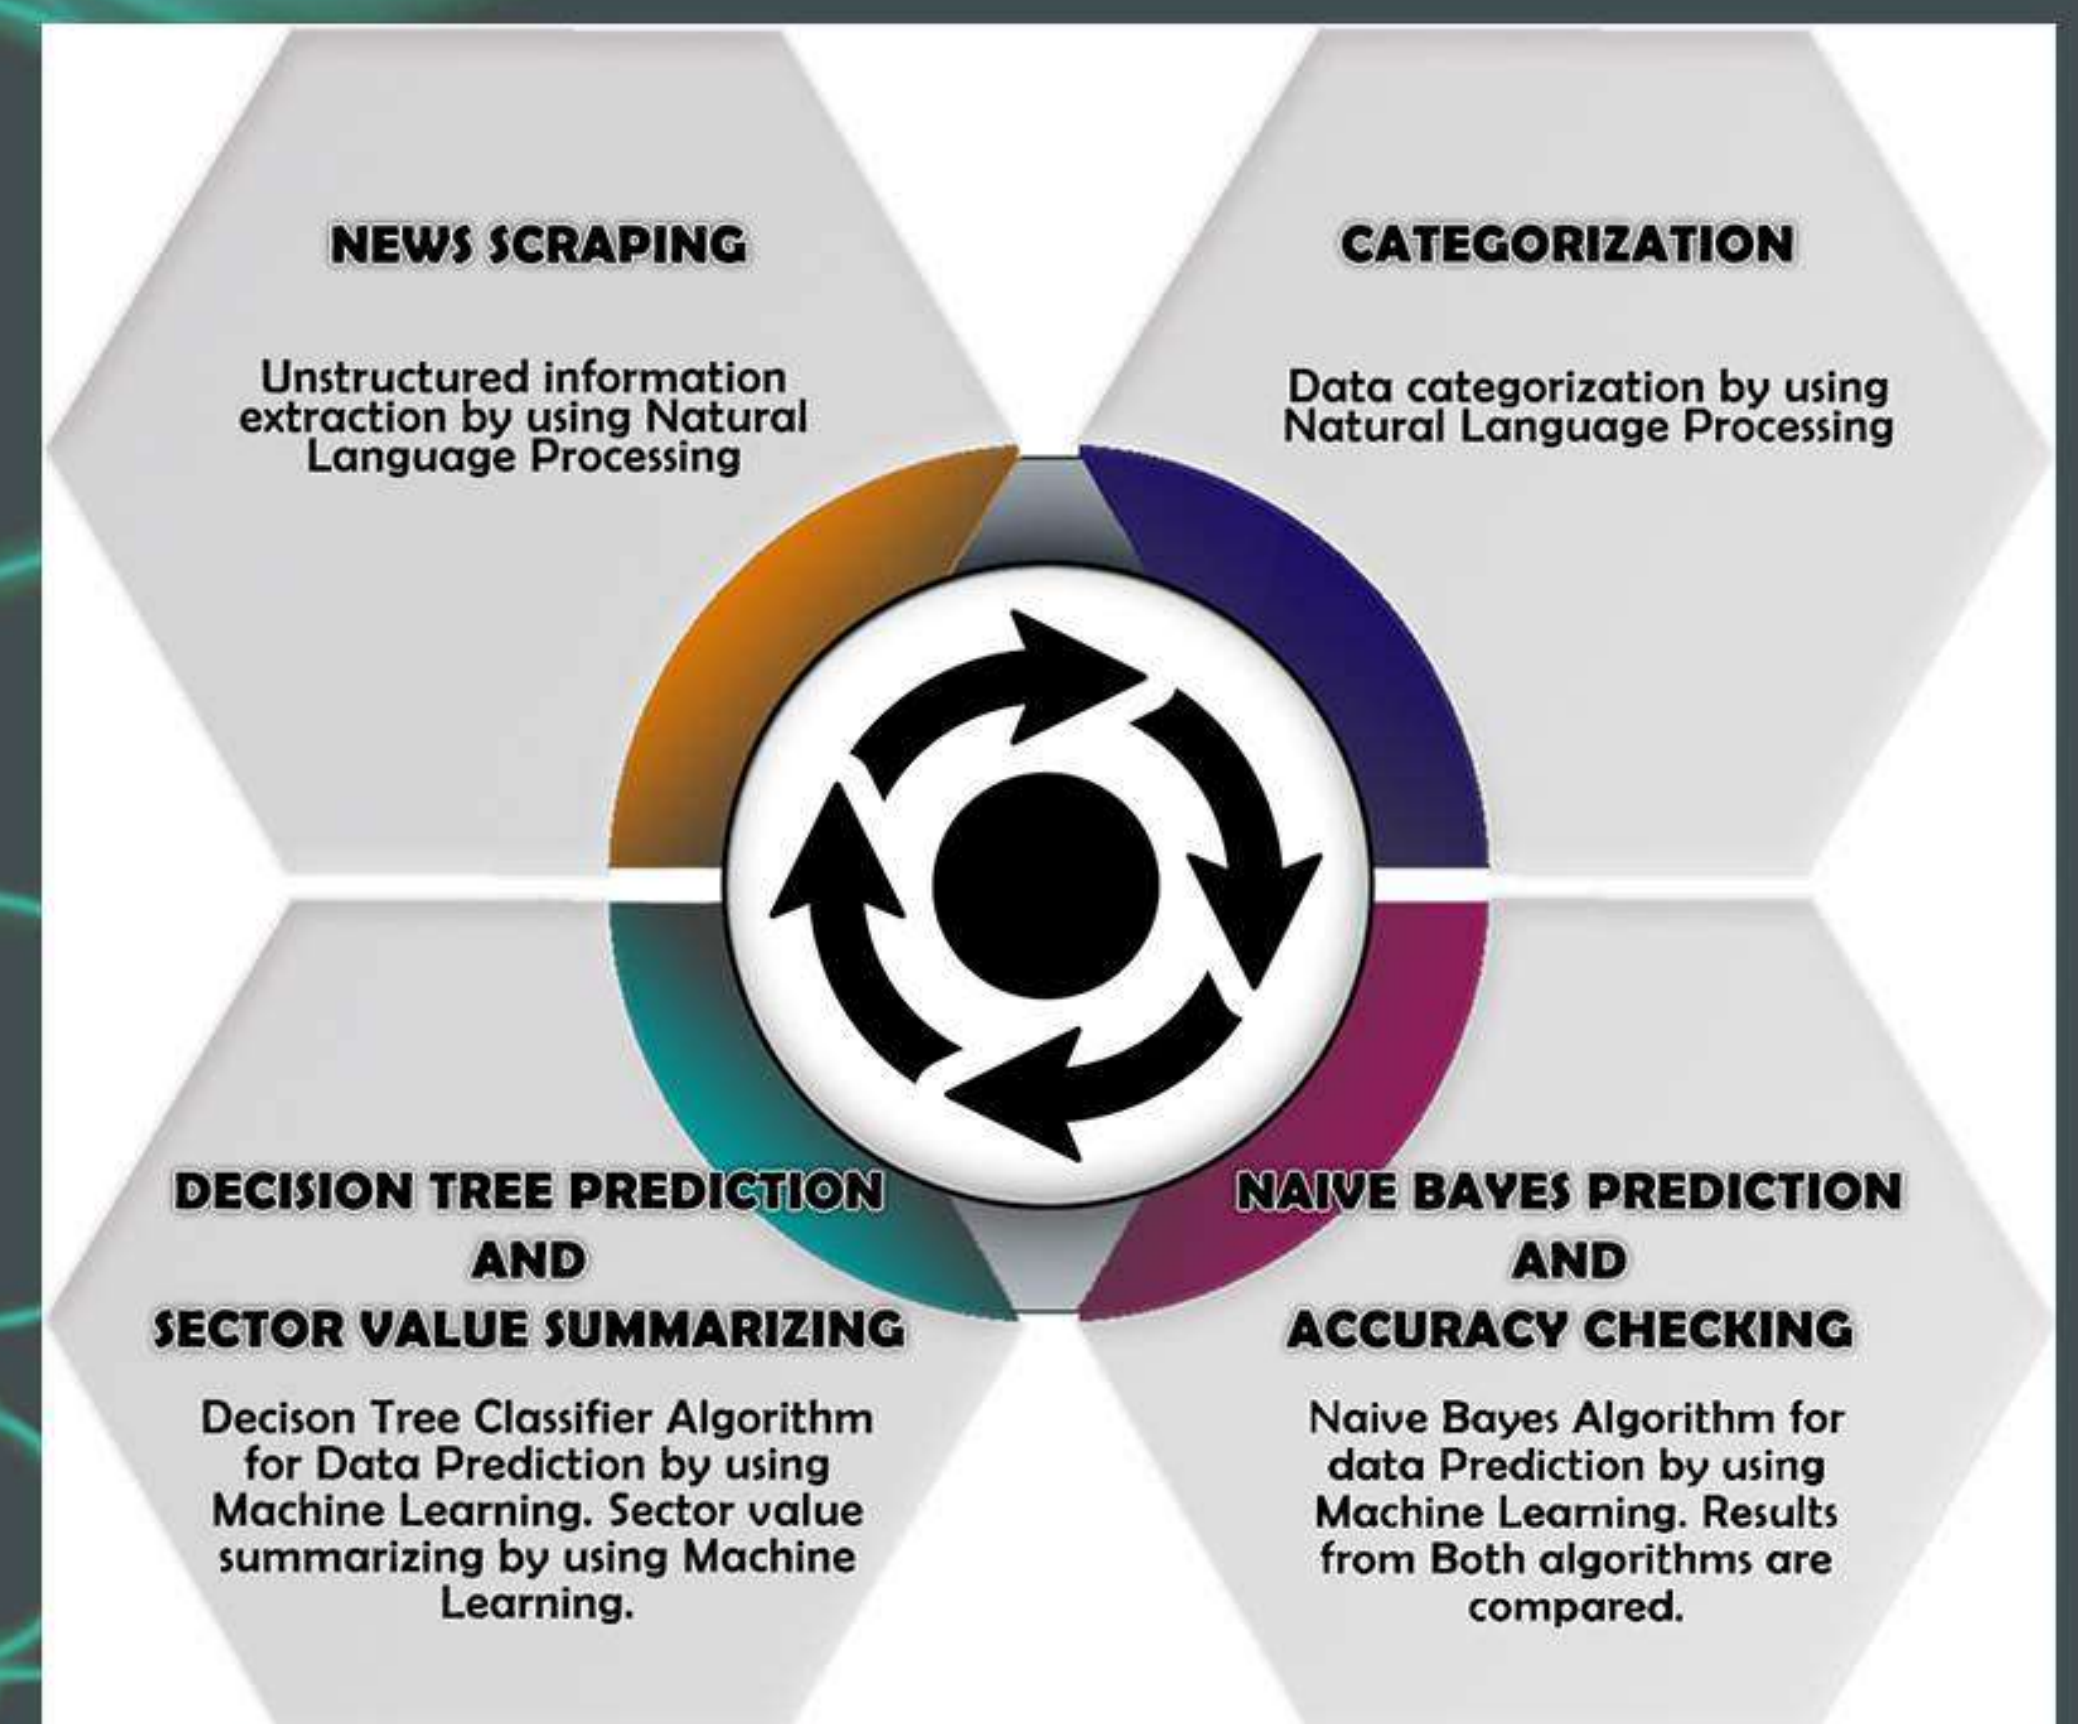 NEWS SCRAPING
Unstructured information
extraction by using Natural
Language Processing
CATEGORIZATION
Data categorization by using
Natural Language Processing
DECISION TREE PREDICTION
AND
SECTOR VALUE SUMMARIZING
Decison Tree Classifier Algorithm
for Data Prediction by using
Machine Learning. Sector value
summarizing by using Machine
Learning.
NAIVE BAYES PREDICTION
AND
ACCURACY CHECKING
Naive Bayes Algorithm for
data Prediction by using
Machine Learning. Results
from Both algorithms are
compared.